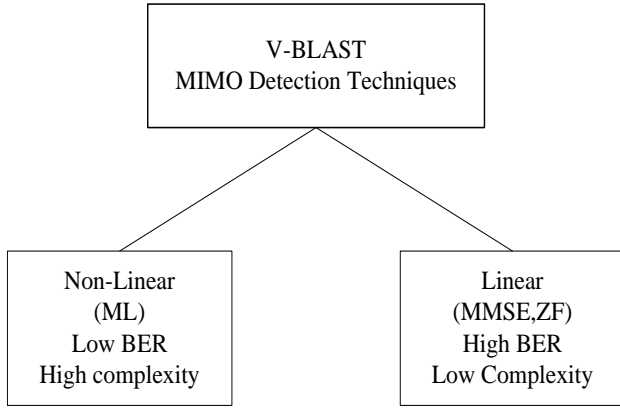 V-BLAST
MIMO Detection Techniques
Non-Linear
(ML)
Low BER
High complexity
Linear
(MMSE,ZF)
High BER
Low Complexity